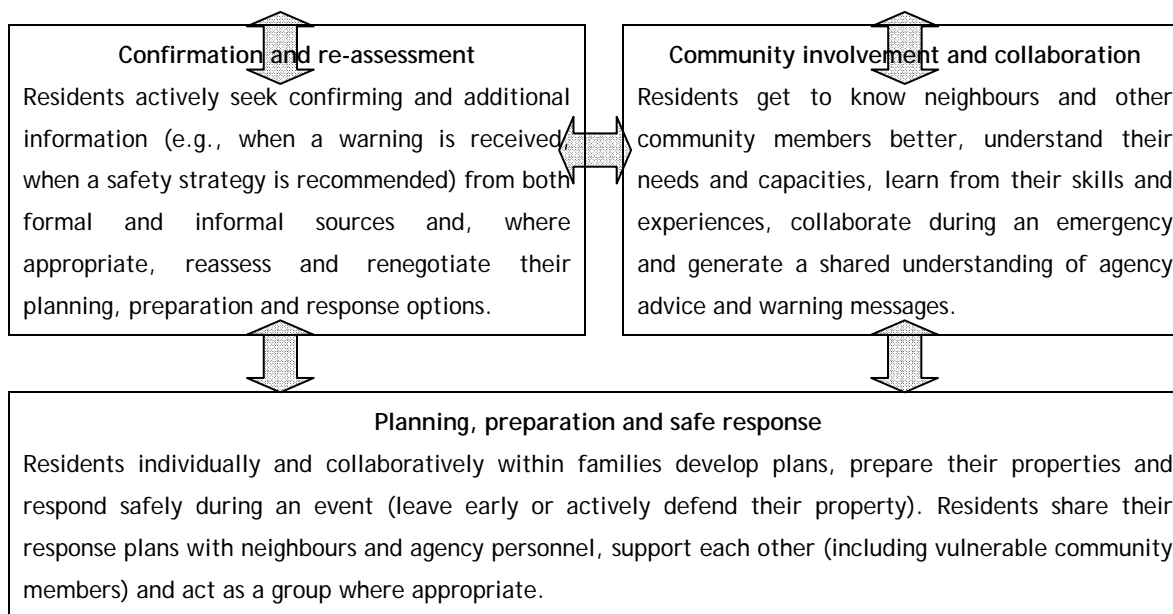 Confirmation and re-assessment
Residents actively seek confirming and additional
information (e.g., when a warning is received,
when a safety strategy is recommended) from both
formal and informal sources and, where
appropriate, reassess and renegotiate their
planning, preparation and response options.
Community involvement and collaboration
Residents get to know neighbours and other
community members better, understand their
needs and capacities, learn from their skills and
experiences, collaborate during an emergency
and generate a shared understanding of agency
advice and warning messages.
Planning, preparation and safe response
Residents individually and collaboratively within families develop plans, prepare their properties and
respond safely during an event (leave early or actively defend their property). Residents share their
response plans with neighbours and agency personnel, support each other (including vulnerable community
members) and act as a group where appropriate.